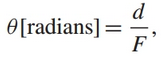 θ[radians] = d/F,